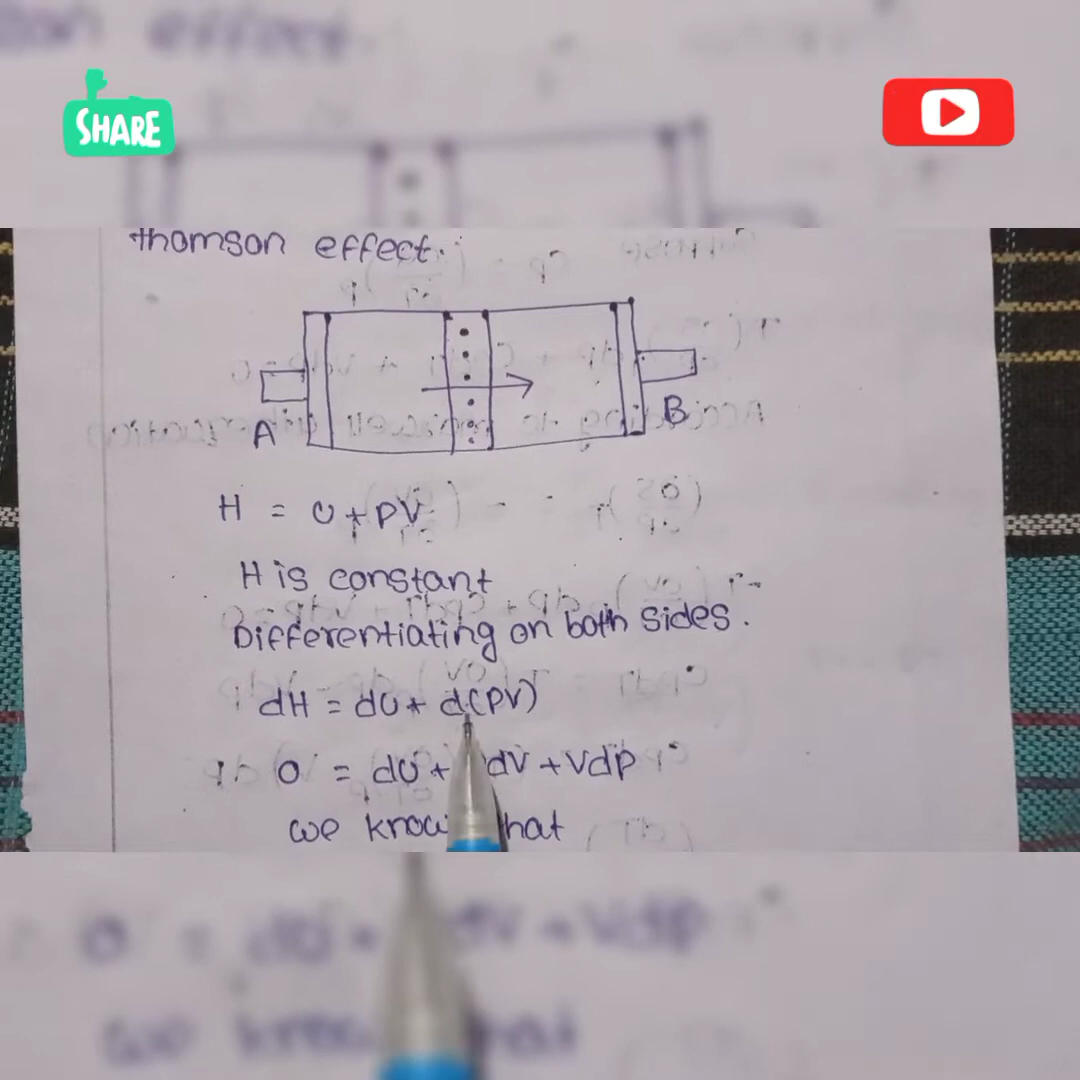 SHARE
thomson effect.
A
B
H = U + PV
H is constant
Differentiating on both sides.
dH = dU + d(PV)
0 = dU + dV + Vdp
we know that